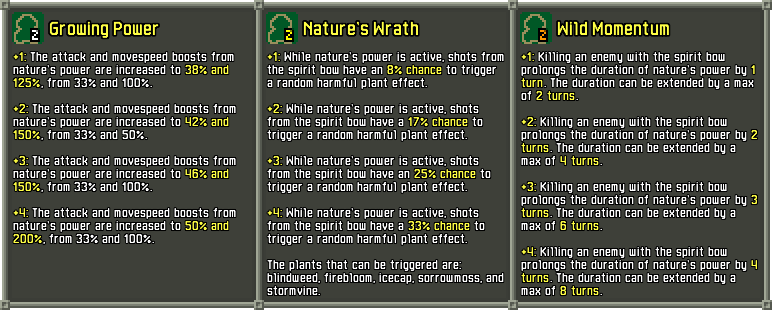 2 Growing Power
+1: The attack and movespeed boosts from
nature's power are increased to 38% and
125%, from 33% and 100%.
+2: The attack and movespeed boosts from
nature's power are increased to 42% and
150%, from 33% and 50%.
+3: The attack and movespeed boosts from
nature's power are increased to 46% and
150%, from 33% and 100%.
+4: The attack and movespeed boosts from
nature's power are increased to 50% and
200%, from 33% and 100%.
2 Nature's Wrath
+1: While nature's power is active, shots from
the spirit bow have an 8% chance to trigger
a random harmful plant effect.
+2: While nature's power is active, shots
from the spirit bow have a 17% chance to
trigger a random harmful plant effect.
+3: While nature's power is active, shots
from the spirit bow have an 25% chance to
trigger a random harmful plant effect.
+4: While nature's power is active, shots
from the spirit bow have a 33% chance to
trigger a random harmful plant effect.
The plants that can be triggered are:
blindweed, firebloom, icecap, sorrowmoss, and
stormvine.
2 Wild Momentum
+1: Killing an enemy with the spirit bow
prolongs the duration of nature's power by 1
turn. The duration can be extended by a max
of 2 turns.
+2: Killing an enemy with the spirit bow
prolongs the duration of nature's power by 2
turns. The duration can be extended by a
max of 4 turns.
+3: Killing an enemy with the spirit bow
prolongs the duration of nature's power by 3
turns. The duration can be extended by a
max of 6 turns.
+4: Killing an enemy with the spirit bow
prolongs the duration of nature's power by 4
turns. The duration can be extended by a
max of 8 turns.